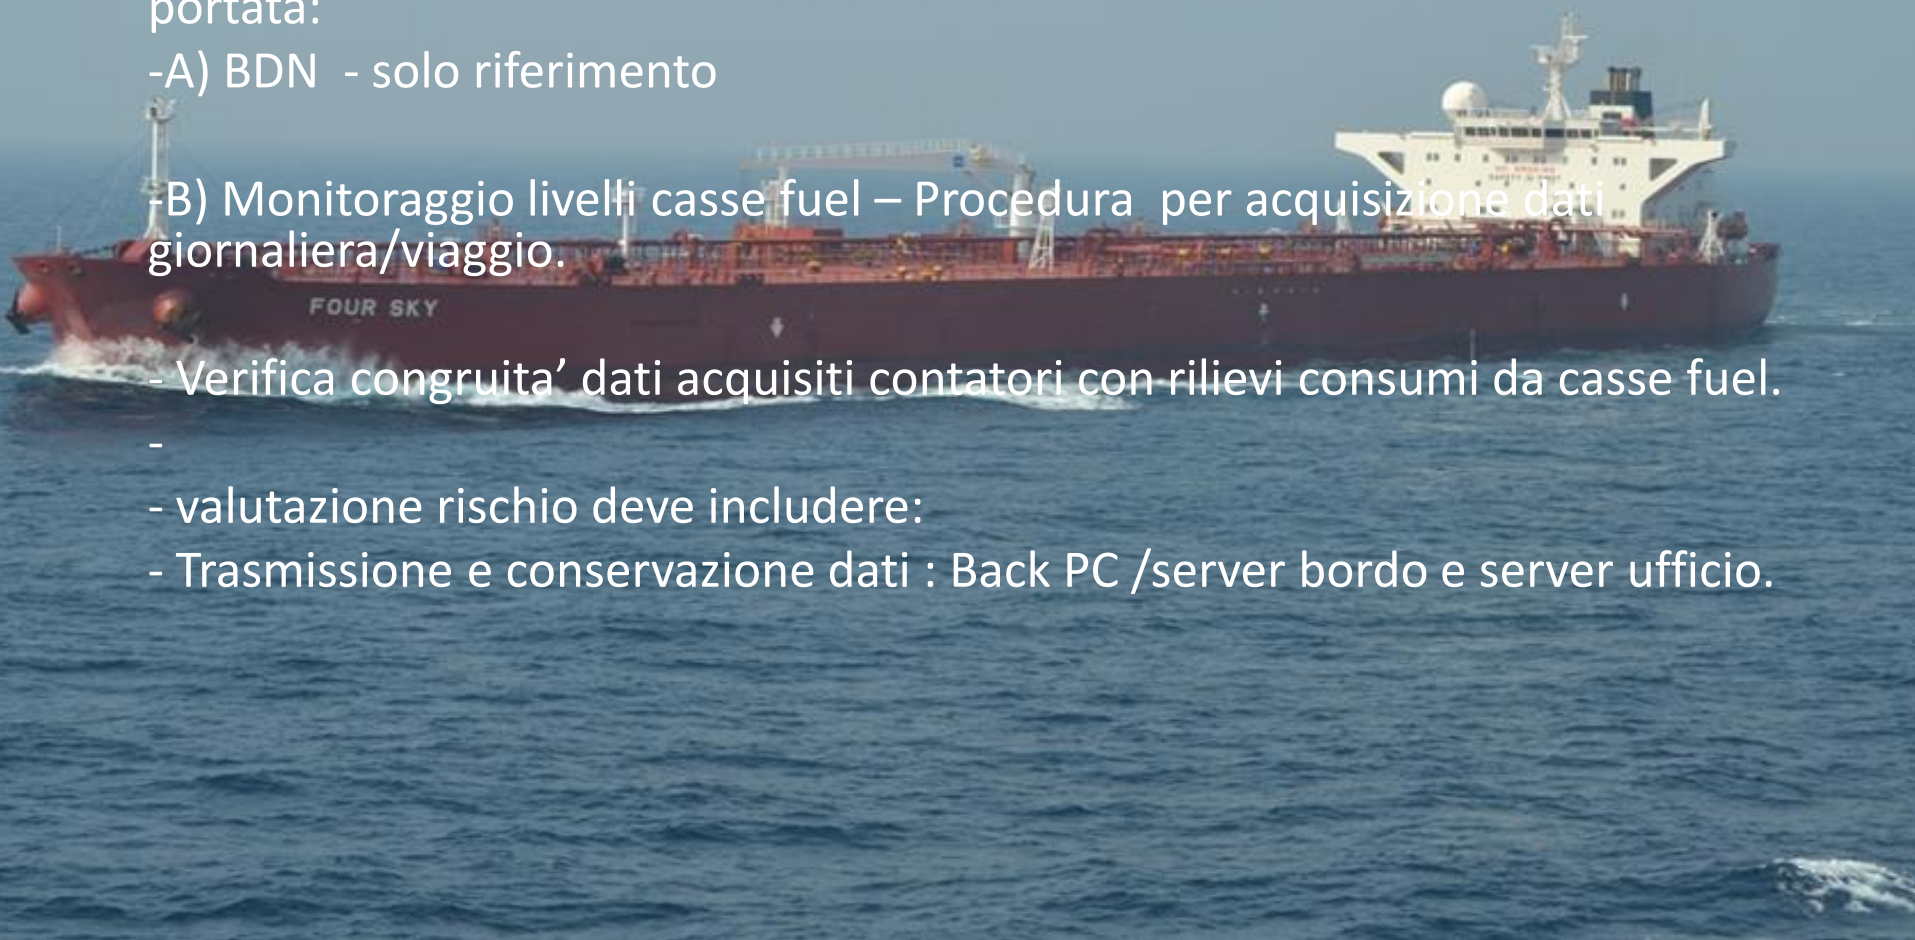 portata:
-A) BDN  - solo riferimento
-B) Monitoraggio livelli casse fuel – Procedura  per acquisizione dati
giornaliera/viaggio.
FOUR SKY
- Verifica congruita’ dati acquisiti contatori con rilievi consumi da casse fuel.
-
- valutazione rischio deve includere:
- Trasmissione e conservazione dati : Back PC /server bordo e server ufficio.